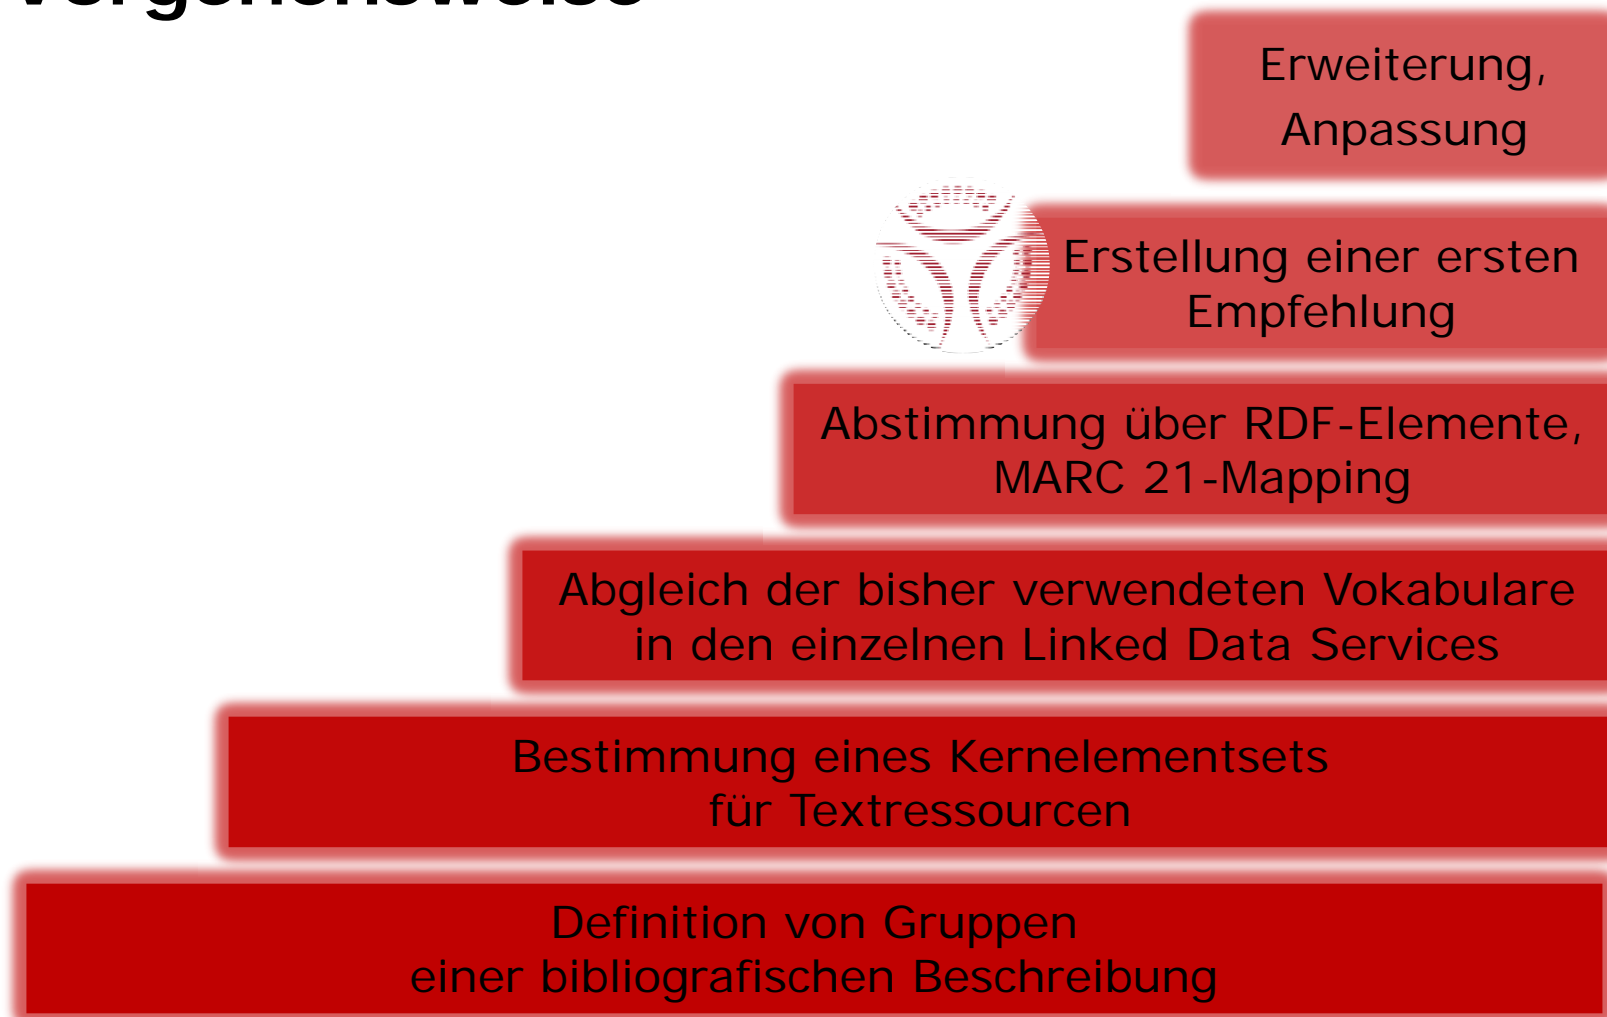 Vorgehensweise
Erweiterung,
Anpassung
Erstellung einer ersten
Empfehlung
Abstimmung über RDF-Elemente,
MARC 21-Mapping
Abgleich der bisher verwendeten Vokabulare
in den einzelnen Linked Data Services
Bestimmung eines Kernelementsets
für Textressourcen
Definition von Gruppen
einer bibliografischen Beschreibung